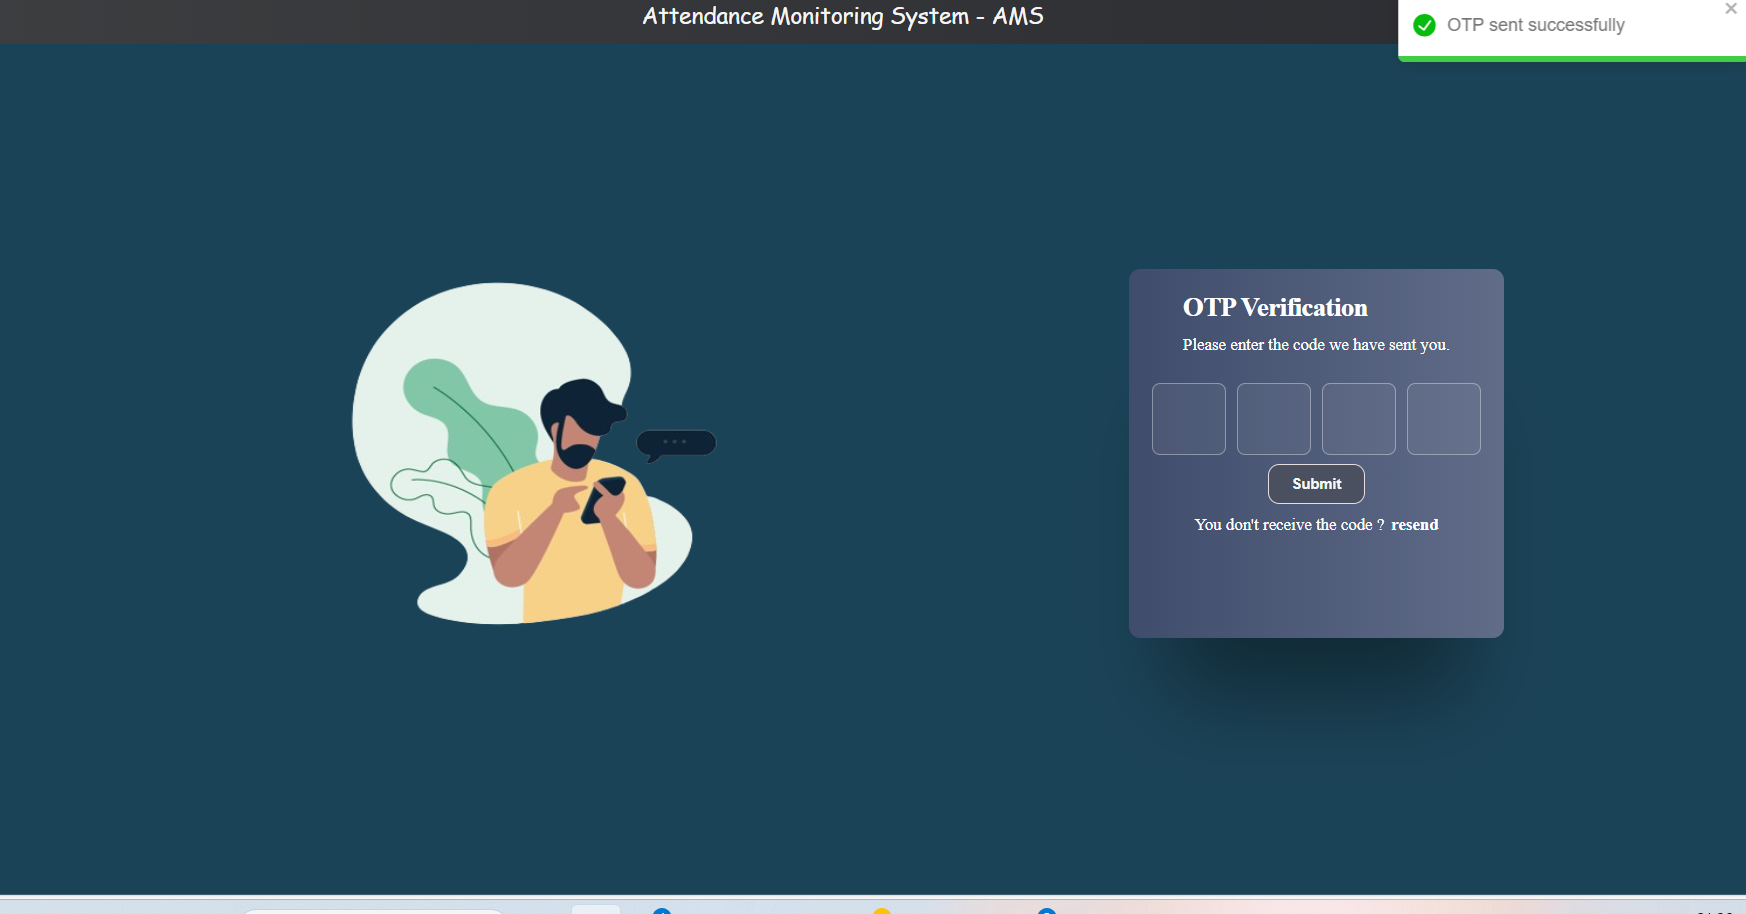 Attendance Monitoring System - AMS
OTP sent successfully
OTP Verification
Please enter the code we have sent you.
Submit
You don't receive the code ? resend